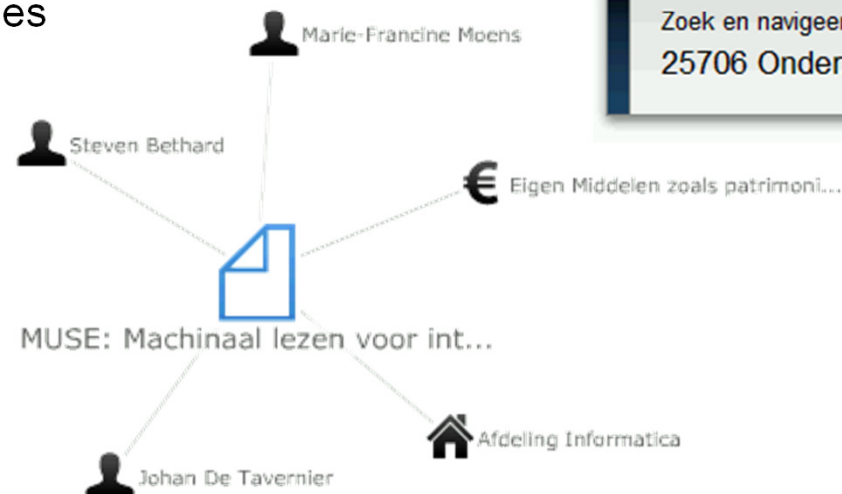 es
Marie-Francine Moens
Zoek en navigeer
25706 Onder
Steven Bethard
€ Eigen Middelen zoals patrimoni...
MUSE: Machinaal lezen voor int...
Afdeling Informatica
Johan De Tavernier